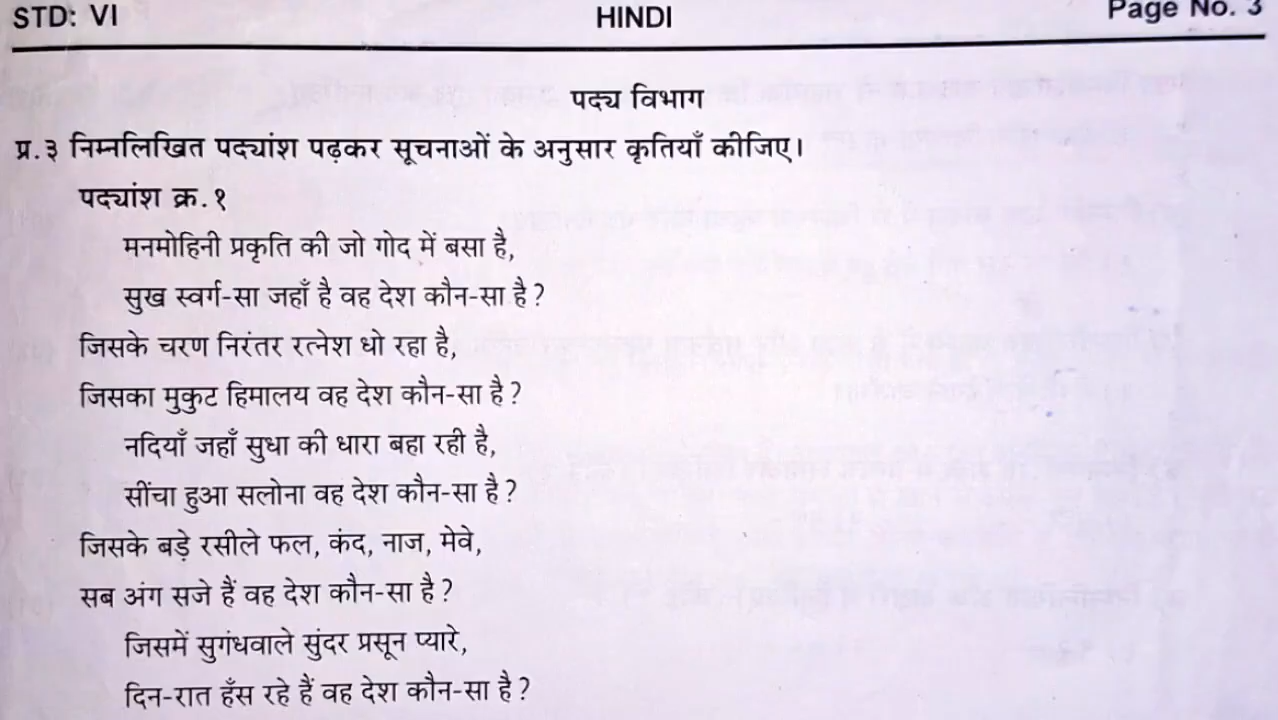 STD: VI HINDI Page No. 3
पद्य विभाग
प्र.३ निम्नलिखित पद्यांश पढ़कर सूचनाओं के अनुसार कृतियाँ कीजिए।
पद्यांश क्र.१
मनमोहिनी प्रकृति की जो गोद में बसा है,
सुख स्वर्ग-सा जहाँ है वह देश कौन-सा है?
जिसके चरण निरंतर रत्नेश धो रहा है,
जिसका मुकुट हिमालय वह देश कौन-सा है?
नदियाँ जहाँ सुधा की धारा बहा रही है,
सींचा हुआ सलोना वह देश कौन-सा है?
जिसके बड़े रसीले फल, कंद, नाज, मेवे,
सब अंग सजे हैं वह देश कौन-सा है?
जिसमें सुगंधवाले सुंदर प्रसून प्यारे,
दिन-रात हँस रहे हैं वह देश कौन-सा है?